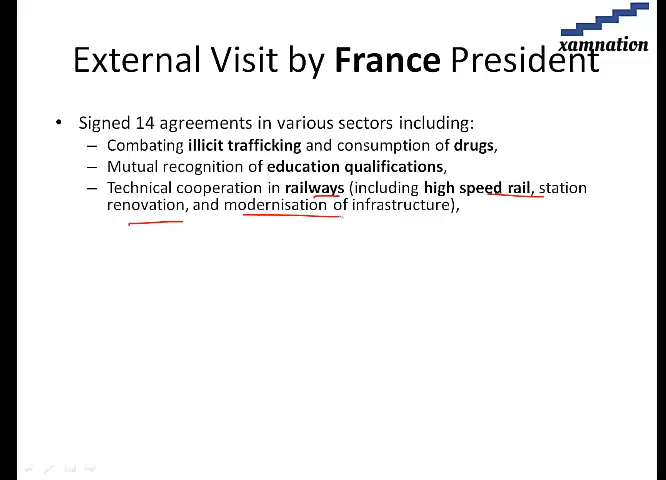 xamnation
External Visit by France President
• Signed 14 agreements in various sectors including:
– Combating illicit trafficking and consumption of drugs,
– Mutual recognition of education qualifications,
– Technical cooperation in railways (including high speed rail, station
renovation, and modernisation of infrastructure),